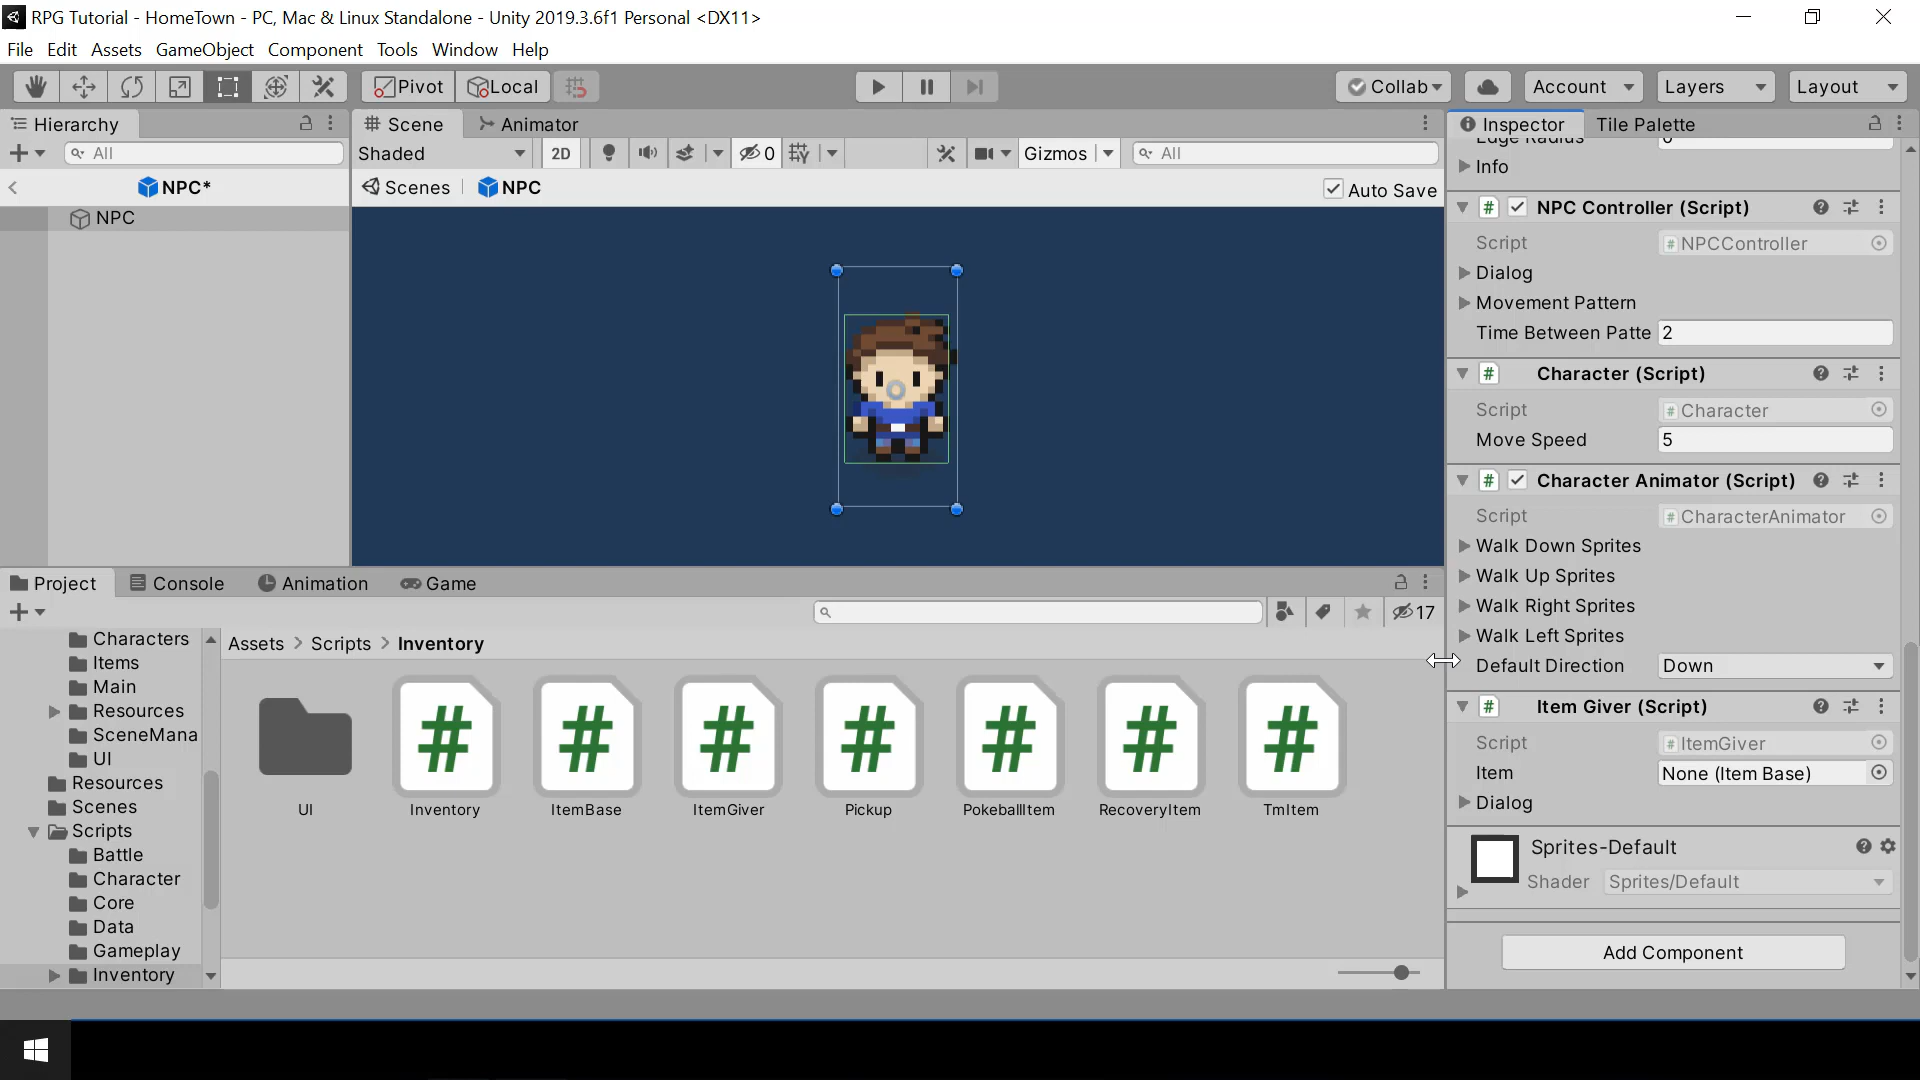 RPG Tutorial - HomeTown - PC, Mac & Linux Standalone - Unity 2019.3.6f1 Personal <DX11>
File Edit Assets GameObject Component Tools Window Help
Pivot Local Collab Account Layers Layout
Hierarchy
All
NPC*
NPC
Scene Animator
Shaded 2D 0 Gizmos All
Scenes NPC Auto Save
Inspector Tile Palette
Edge Radius 0
Info
# NPC Controller (Script)
Script # NPCController
Dialog
Movement Pattern
Time Between Patte 2
# Character (Script)
Script # Character
Move Speed 5
# Character Animator (Script)
Script # CharacterAnimator
Walk Down Sprites
Walk Up Sprites
Walk Right Sprites
Walk Left Sprites
Default Direction Down
# Item Giver (Script)
Script # ItemGiver
Item None (Item Base)
Dialog
Sprites-Default
Shader Sprites/Default
Add Component
Project Console Animation Game
17
Characters
Items
Main
Resources
SceneMana
UI
Resources
Scenes
Scripts
Battle
Character
Core
Data
Gameplay
Inventory
Assets > Scripts > Inventory
# # # # # # #
UI Inventory ItemBase ItemGiver Pickup PokeballItem RecoveryItem TmItem